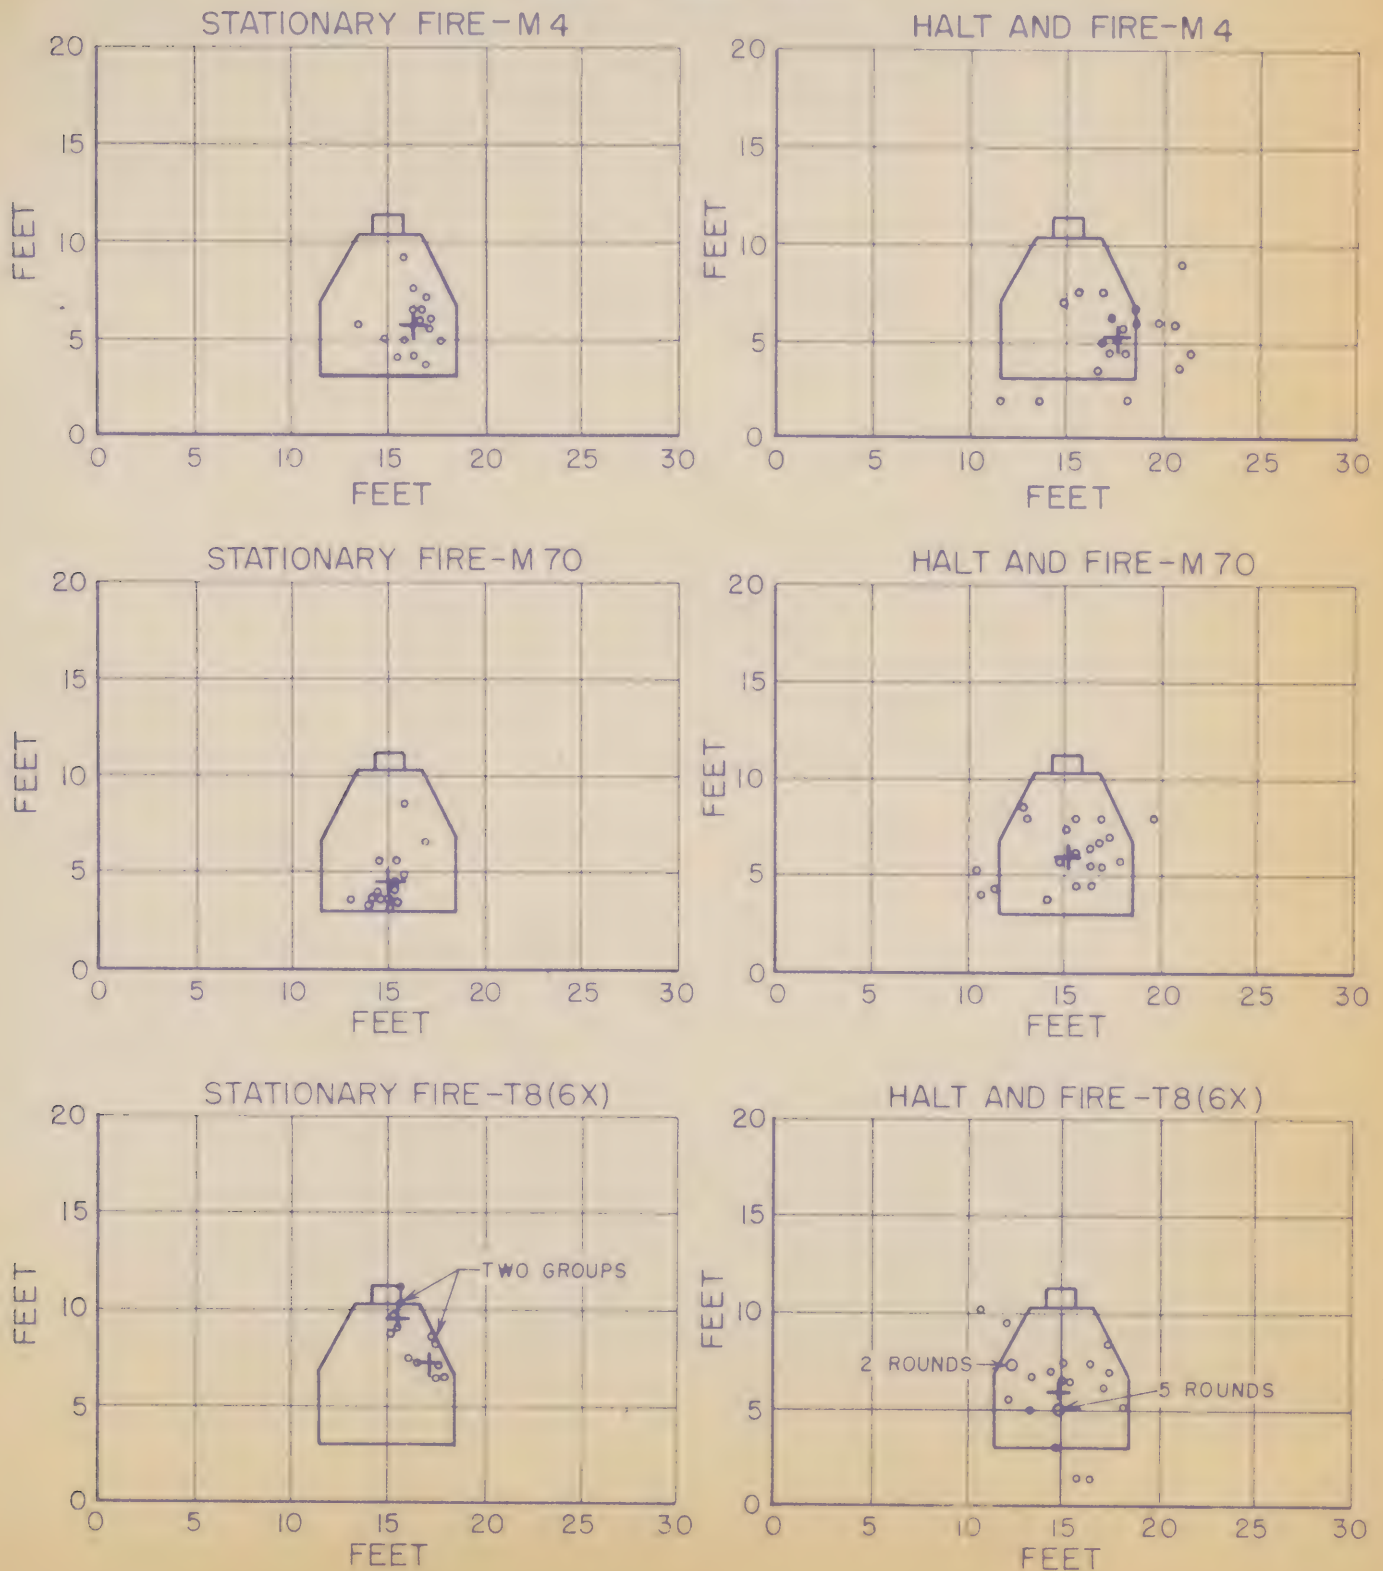 STATIONARY FIRE-M4
20
15
10
5
0
FEET
0 5 10 15 20 25 30
FEET
HALT AND FIRE-M4
20
15
10
5
0
FEET
0 5 10 15 20 25 30
FEET
STATIONARY FIRE-M70
20
15
10
5
0
FEET
0 5 10 15 20 25 30
FEET
HALT AND FIRE-M70
20
15
10
5
0
FEET
0 5 10 15 20 25 30
FEET
STATIONARY FIRE-T8(6X)
20
15
10
5
0
FEET
TWO GROUPS
0 5 10 15 20 25 30
FEET
HALT AND FIRE-T8(6X)
20
15
10
5
0
FEET
2 ROUNDS
5 ROUNDS
0 5 10 15 20 25 30
FEET